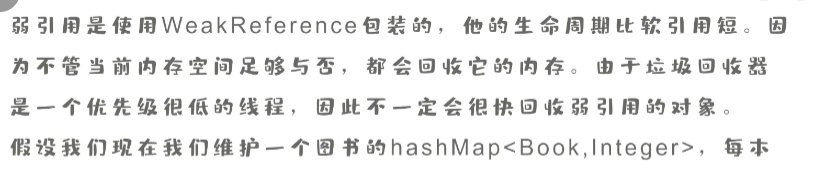 弱引用是使用WeakReference包装的，他的生命周期比软引用短。因
为不管当前内存空间足够与否，都会回收它的内存。由于垃圾回收器
是一个优先级很低的线程，因此不一定会很快回收弱引用的对象。
假设我们现在我们维护一个图书的hashMap<Book,Integer>，每本